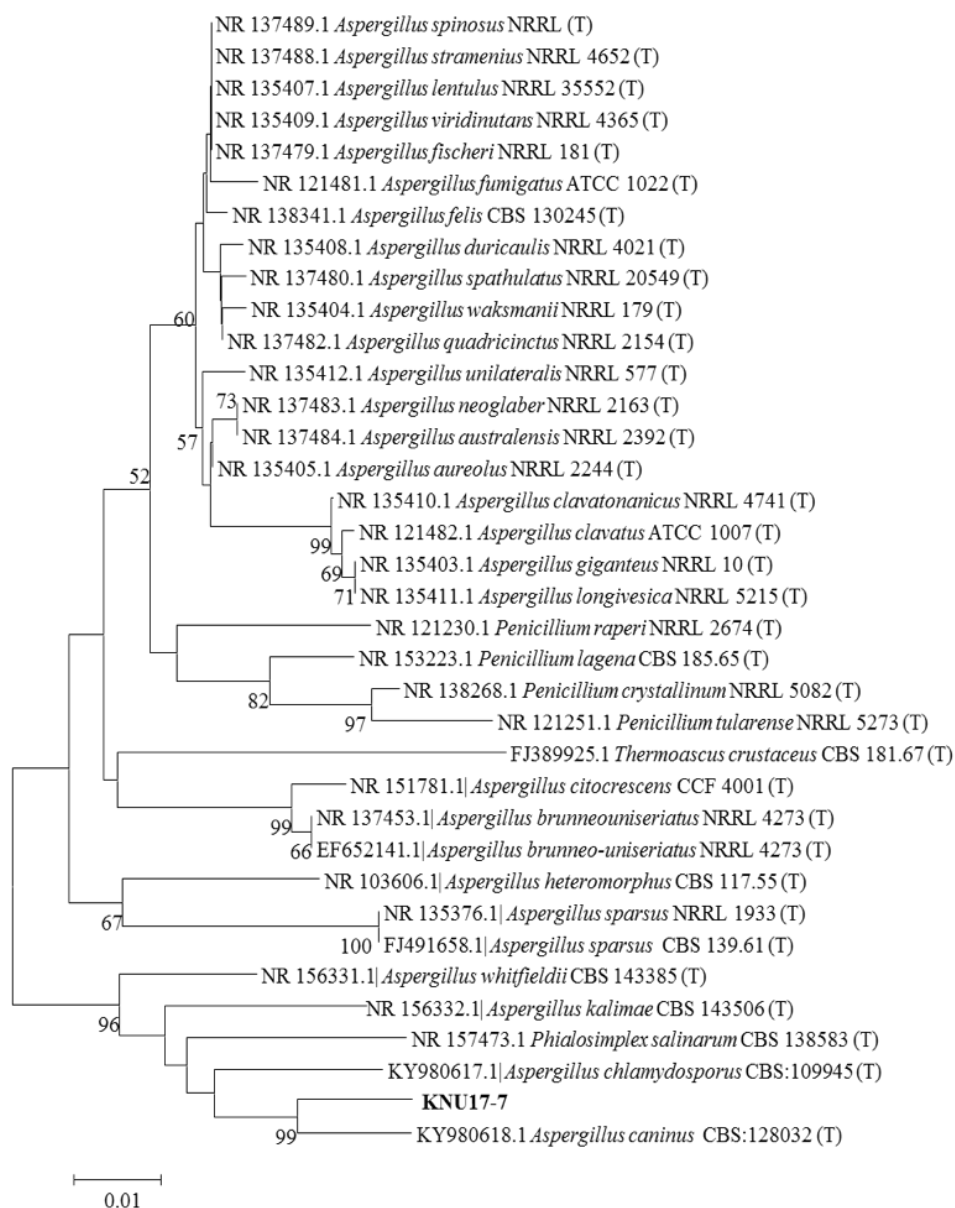 NR 137489.1 Aspergillus spinosus NRRL (T)
NR 137488.1 Aspergillus stramenius NRRL 4652 (T)
NR 135407.1 Aspergillus lentulus NRRL 35552 (T)
NR 135409.1 Aspergillus viridinutans NRRL 4365 (T)
NR 137479.1 Aspergillus fischeri NRRL 181 (T)
NR 121481.1 Aspergillus fumigatus ATCC 1022 (T)
NR 138341.1 Aspergillus felis CBS 130245 (T)
NR 135408.1 Aspergillus duricaulis NRRL 4021 (T)
NR 137480.1 Aspergillus spathulatus NRRL 20549 (T)
NR 135404.1 Aspergillus waksmanii NRRL 179 (T)
60
NR 137482.1 Aspergillus quadricinctus NRRL 2154 (T)
NR 135412.1 Aspergillus unilateralis NRRL 577 (T)
73
NR 137483.1 Aspergillus neoglaber NRRL 2163 (T)
NR 137484.1 Aspergillus australensis NRRL 2392 (T)
57
NR 135405.1 Aspergillus aureolus NRRL 2244 (T)
52
NR 135410.1 Aspergillus clavatonanicus NRRL 4741 (T)
NR 121482.1 Aspergillus clavatus ATCC 1007 (T)
99
NR 135403.1 Aspergillus giganteus NRRL 10 (T)
69
71
NR 135411.1 Aspergillus longivesica NRRL 5215 (T)
NR 121230.1 Penicillium raperi NRRL 2674 (T)
NR 153223.1 Penicillium lagena CBS 185.65 (T)
NR 138268.1 Penicillium crystallinum NRRL 5082 (T)
82
97
NR 121251.1 Penicillium tularense NRRL 5273 (T)
FJ389925.1 Thermoascus crustaceus CBS 181.67 (T)
NR 151781.1| Aspergillus citocrescens CCF 4001 (T)
NR 137453.1| Aspergillus brunneouniseriatus NRRL 4273 (T)
99
66
EF652141.1| Aspergillus brunneo-uniseriatus NRRL 4273 (T)
NR 103606.1| Aspergillus heteromorphus CBS 117.55 (T)
NR 135376.1| Aspergillus sparsus NRRL 1933 (T)
67
100
FJ491658.1| Aspergillus sparsus CBS 139.61 (T)
NR 156331.1| Aspergillus whitfieldii CBS 143385 (T)
NR 156332.1| Aspergillus kalimae CBS 143506 (T)
96
NR 157473.1 Phialosimplex salinarum CBS 138583 (T)
KY980617.1| Aspergillus chlamydosporus CBS:109945 (T)
KNU17-7
99
KY980618.1 Aspergillus caninus CBS:128032 (T)
0.01